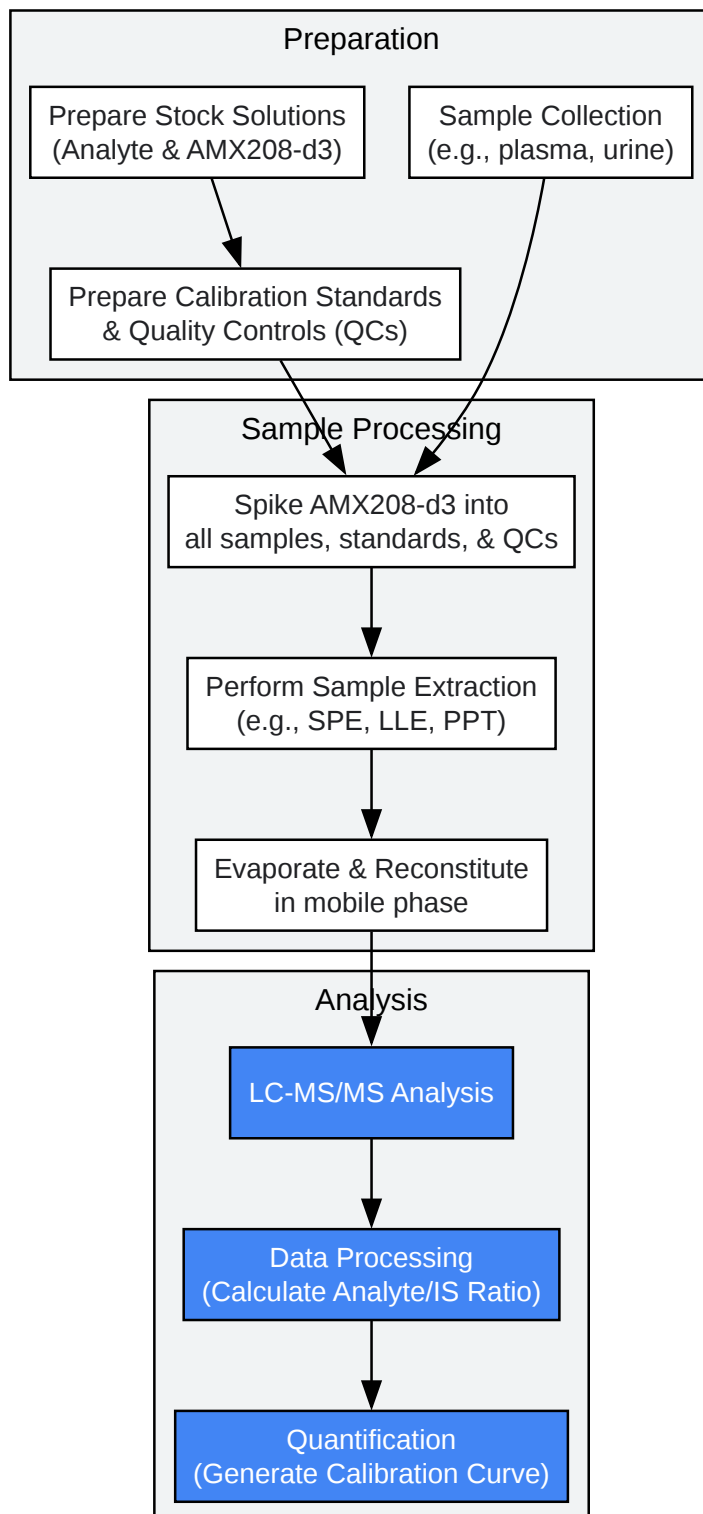 Preparation
Prepare Stock Solutions
(Analyte & AMX208-d3)
Sample Collection
(e.g., plasma, urine)
Prepare Calibration Standards
& Quality Controls (QCs)
Sample Processing
Spike AMX208-d3 into
all samples, standards, & QCs
Perform Sample Extraction
(e.g., SPE, LLE, PPT)
Evaporate & Reconstitute
in mobile phase
Analysis
LC-MS/MS Analysis
Data Processing
(Calculate Analyte/IS Ratio)
Quantification
(Generate Calibration Curve)